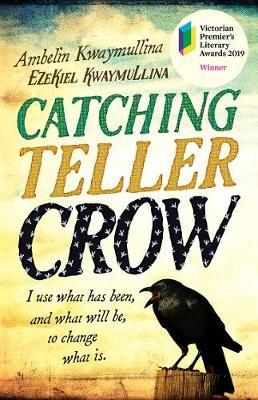 Ambelin Kwaymullina
EZEKIEL KWAYMULLINA
Victorian
Premier's
Literary
Awards 2019
Winner
CATCHING
TELLER
CROW
I use what has been,
and what will be,
to change
what is.